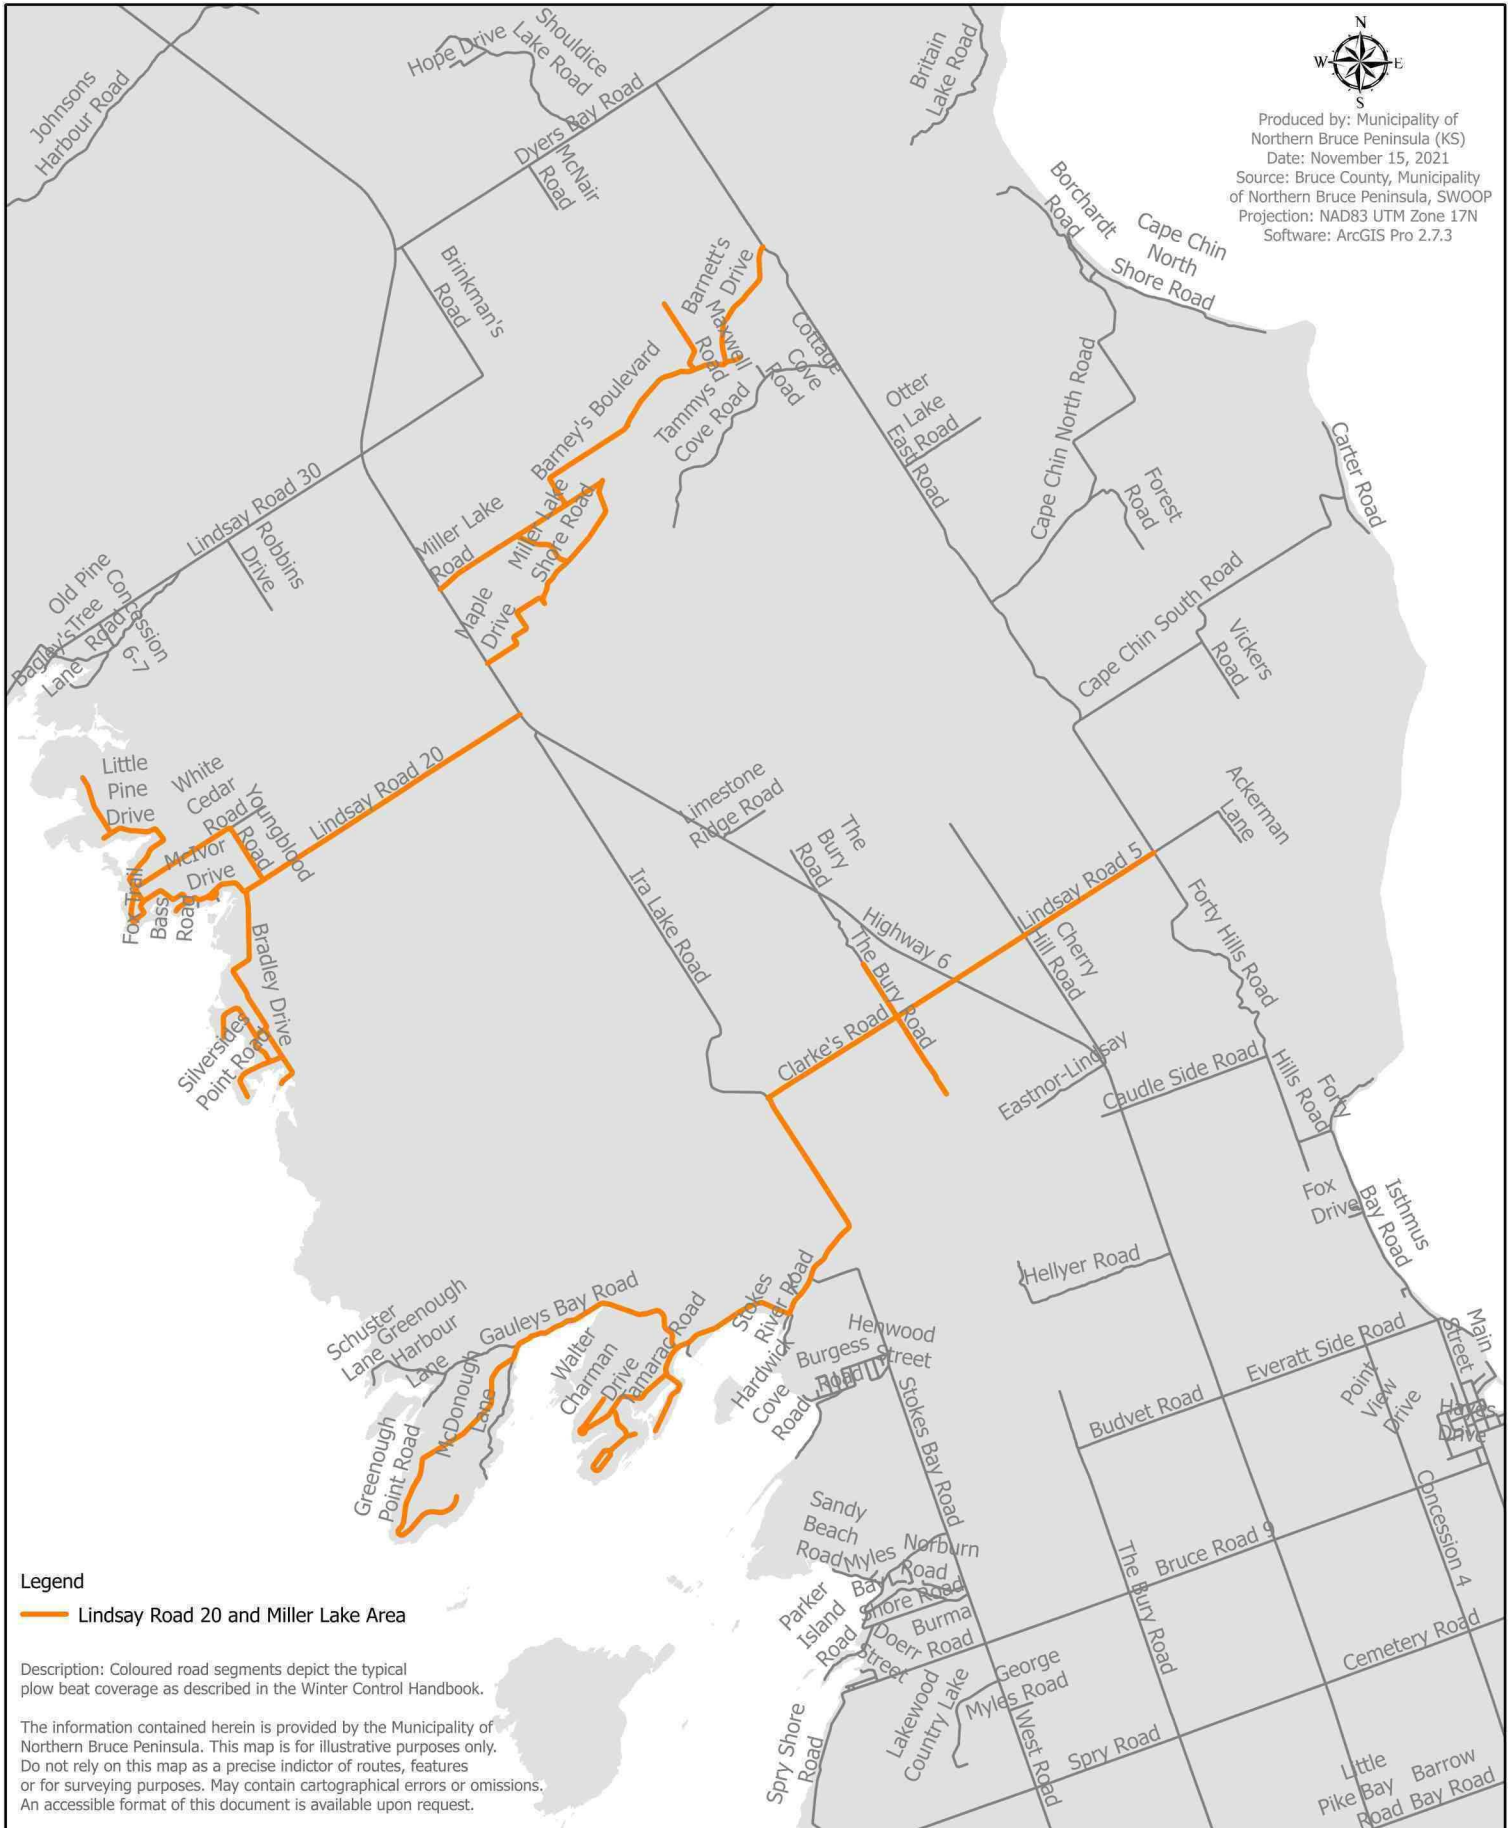 N
W
E
S
Produced by: Municipality of
Northern Bruce Peninsula (KS)
Date: November 15, 2021
Source: Bruce County, Municipality
of Northern Bruce Peninsula, SWOOP
Projection: NAD83 UTM Zone 17N
Software: ArcGIS Pro 2.7.3
Johnsons
Harbour Road
Hope Drive
Shouldice
Lake Road
Dyers Bay Road
McNair
Road
Britain
Lake Road
Borchardt
Road
Cape Chin
North
Shore Road
Brinkman's
Road
Barnett's
Drive
Maxwell
Road
Cottage
Cove
Road
Tammys
Cove Road
Barney's Boulevard
Otter
Lake
Road
East Road
Cape Chin North Road
Forest
Road
Carter Road
Lindsay Road 30
Robbins
Drive
Miller Lake
Road
Miller Lake
Shore Road
Maple
Drive
Old Pine
Tree
Road
Concession
6-7
Bagley's
Lane
Cape Chin South Road
Vickers
Road
Little
Pine
Drive
White
Cedar
Road
Youngblood
Road
Lindsay Road 20
McIvor
Drive
Fox Trail
Bass
Road
Bradley Drive
Silversides
Point Road
Limestone
Ridge Road
The
Bury
Road
Ira Lake Road
Highway 6
The Bury Road
Clarke's Road
Lindsay Road 5
Cherry
Hill Road
Ackerman
Lane
Forty Hills Road
Eastnor-Lindsay
Caudle Side Road
Forty
Hills Road
Fox
Drive
Isthmus
Bay Road
Hellyer Road
Schuster
Lane
Greenough
Harbour
Lane
Gauleys Bay Road
McDonough
Lane
Greenough
Point Road
Walter
Charman
Drive
Tamarac Road
Stokes
River Road
Hardwick
Cove
Road
Henwood
Street
Burgess
Road
Stokes Bay Road
Everatt Side Road
Budvet Road
Point
View
Drive
Main
Street
Hayes
Drive
Concession 4
Bruce Road 9
The Bury Road
Cemetery Road
Sandy
Beach
Road
Myles
Bay
Shore Road
Norburn
Road
Parker
Island
Road
Burma
Road
Doerr
Street
George
Myles Road
Lakewood
Country Lake
Spry Shore
Road
West Road
Spry Road
Little
Pike Bay
Road
Barrow
Bay Road
Legend
Lindsay Road 20 and Miller Lake Area
Description: Coloured road segments depict the typical
plow beat coverage as described in the Winter Control Handbook.
The information contained herein is provided by the Municipality of
Northern Bruce Peninsula. This map is for illustrative purposes only.
Do not rely on this map as a precise indictor of routes, features
or for surveying purposes. May contain cartographical errors or omissions.
An accessible format of this document is available upon request.